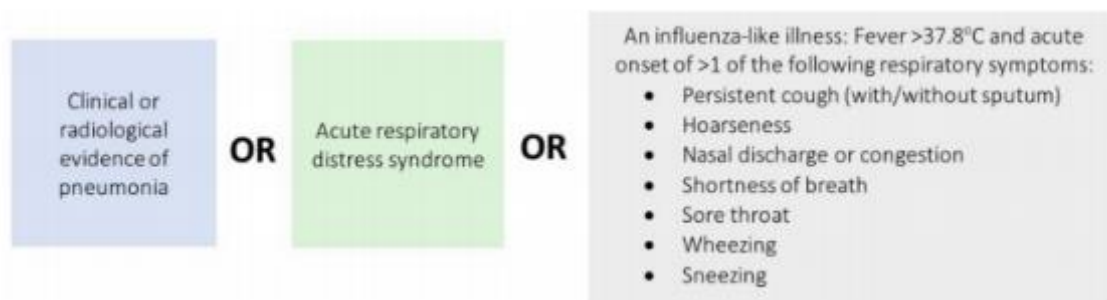 Clinical or
radiological
evidence of
pneumonia
OR
Acute respiratory
distress syndrome
OR
An influenza-like illness: Fever >37.8°C and acute
onset of >1 of the following respiratory symptoms:
• Persistent cough (with/without sputum)
• Hoarseness
• Nasal discharge or congestion
• Shortness of breath
• Sore throat
• Wheezing
• Sneezing